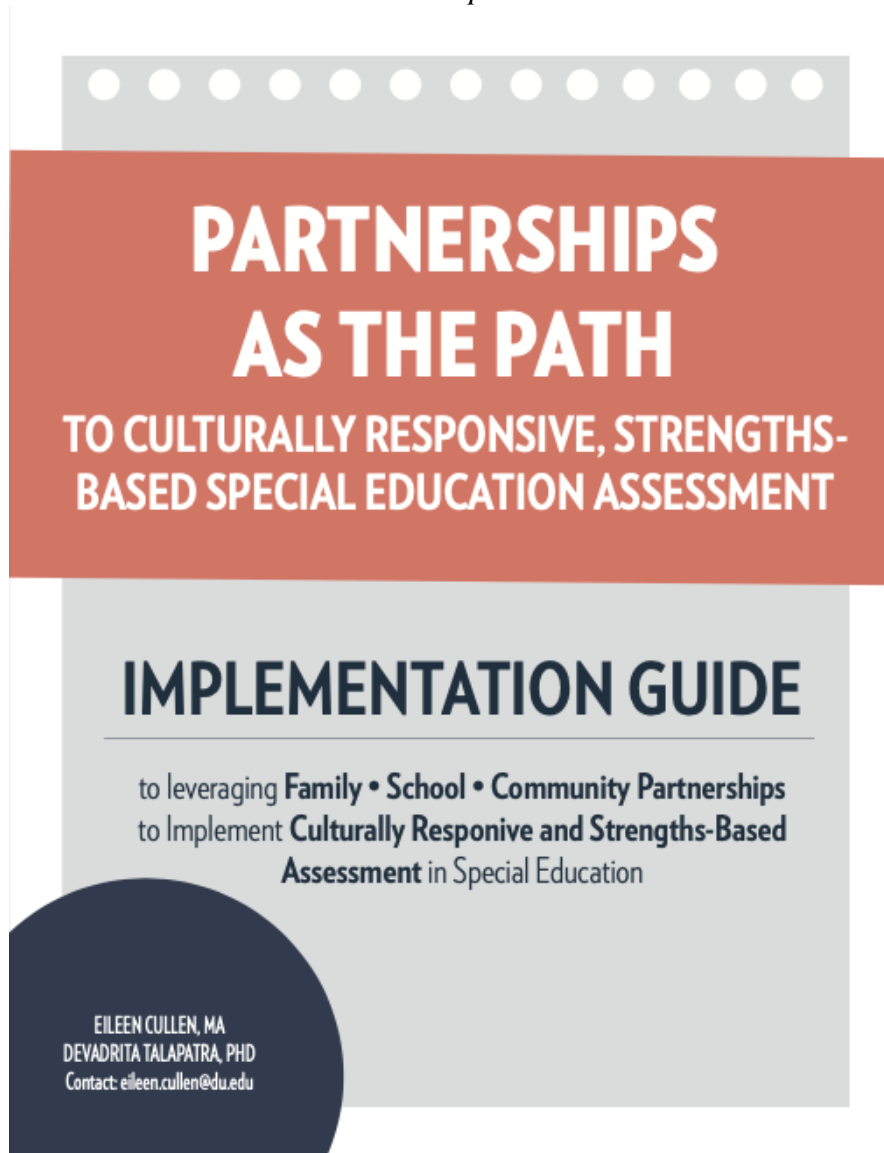 PARTNERSHIPS
AS THE PATH
TO CULTURALLY RESPONSIVE, STRENGTHS-
BASED SPECIAL EDUCATION ASSESSMENT
IMPLEMENTATION GUIDE
to leveraging Family • School • Community Partnerships
to Implement Culturally Responive and Strengths-Based
Assessment in Special Education
EILEEN CULLEN, MA
DEVADRITA TALAPATRA, PHD
Contact: eileen.cullen@du.edu